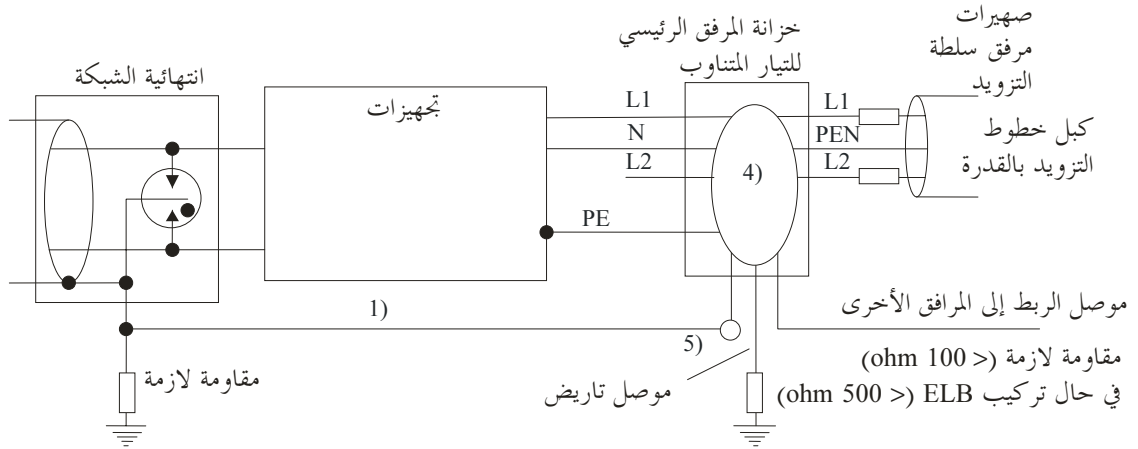 صهيرات
مرفق سلطة
التزويد
خزانة المرفق الرئيسي
للتيار المتناوب
انتهائية الشبكة
تجهيزات
L1
N
L2
PE
4)
L1
PEN
L2
كبل خطوط
التزويد بالقدرة
1)
5)
موصل الربط إلى المرافق الأخرى
مقاومة لازمة (< 100 ohm)
في حال تركيب ELB (< 500 ohm)
موصل تاريض
مقاومة لازمة